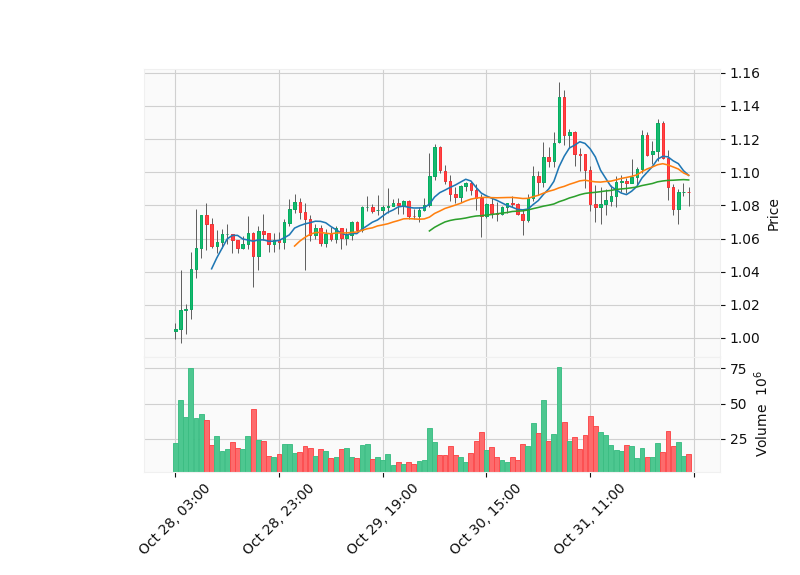 1.16
1.14
1.12
1.10
1.08
1.06
1.04
1.02
1.00
Price
75
50
25
Volume 10⁶
Oct 28, 03:00
Oct 28, 23:00
Oct 29, 19:00
Oct 30, 15:00
Oct 31, 11:00